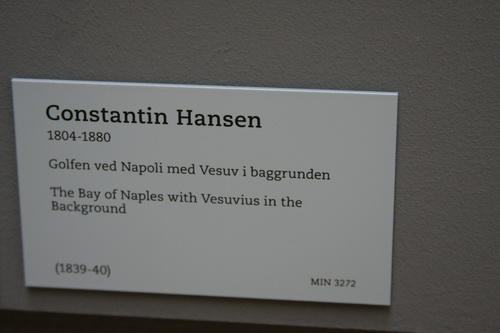 Constantin Hansen
1804-1880
Golfen ved Napoli med Vesuv i baggrunden
The Bay of Naples with Vesuvius in the
Background
(1839-40)
MIN 3272